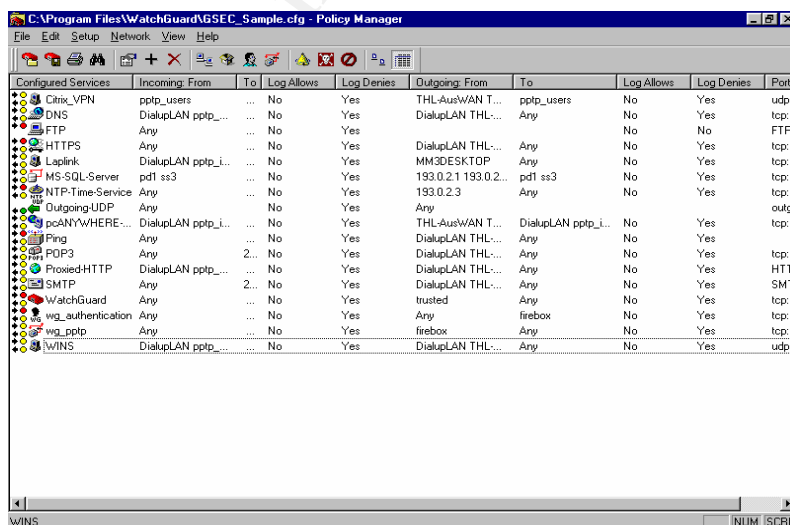 C:\Program Files\WatchGuard\GSEC_Sample.cfg - Policy Manager
File Edit Setup Network View Help
Configured Services Incoming: From To Log Allows Log Denies Outgoing: From To Log Allows Log Denies Port
Citrix_VPN pptp_users ... No Yes THL-AusWAN T... pptp_users No Yes udp
DNS DialupLAN pptp_... ... No Yes DialupLAN THL-... Any No Yes tcp:
FTP Any ... No Yes No No FTF
HTTPS Any ... No Yes DialupLAN THL-... Any No Yes tcp:
Laplink DialupLAN pptp_i... ... No Yes MM3DESKTOP Any No Yes tcp:
MS-SQL-Server pd1 ss3 ... No Yes 193.0.2.1 193.0.2... pd1 ss3 No Yes tcp:
NTP-Time-Service Any ... No Yes 193.0.2.3 Any No Yes tcp:
Outgoing-UDP Any ... No Yes Any outg
pcANYWHERE-... DialupLAN pptp_i... ... No Yes THL-AusWAN T... DialupLAN pptp_i... No Yes tcp:
Ping Any ... No Yes DialupLAN THL-... Any No Yes
POP3 Any 2... No Yes DialupLAN THL-... Any No Yes tcp:
Proxied-HTTP DialupLAN pptp_... ... No Yes DialupLAN THL-... Any No Yes HTT
SMTP Any 2... No Yes DialupLAN THL-... Any No Yes SMT
WatchGuard Any ... No Yes trusted Any No Yes tcp:
wg_authentication Any ... No Yes Any firebox No Yes tcp:
wg_pptp Any ... No Yes firebox Any No Yes tcp:
WINS DialupLAN pptp_... ... No Yes DialupLAN THL-... Any No Yes udp
WINS NUM SCRL